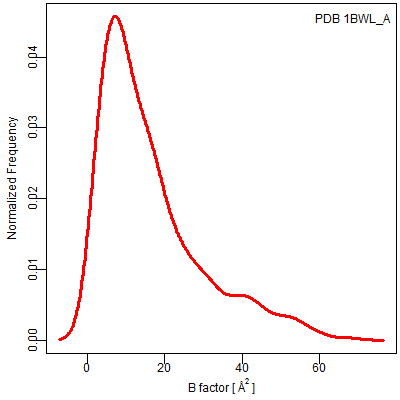 PDB 1BWL_A
Normalized Frequency
0.00 0.01 0.02 0.03 0.04
0 20 40 60
B factor [ Å2 ]